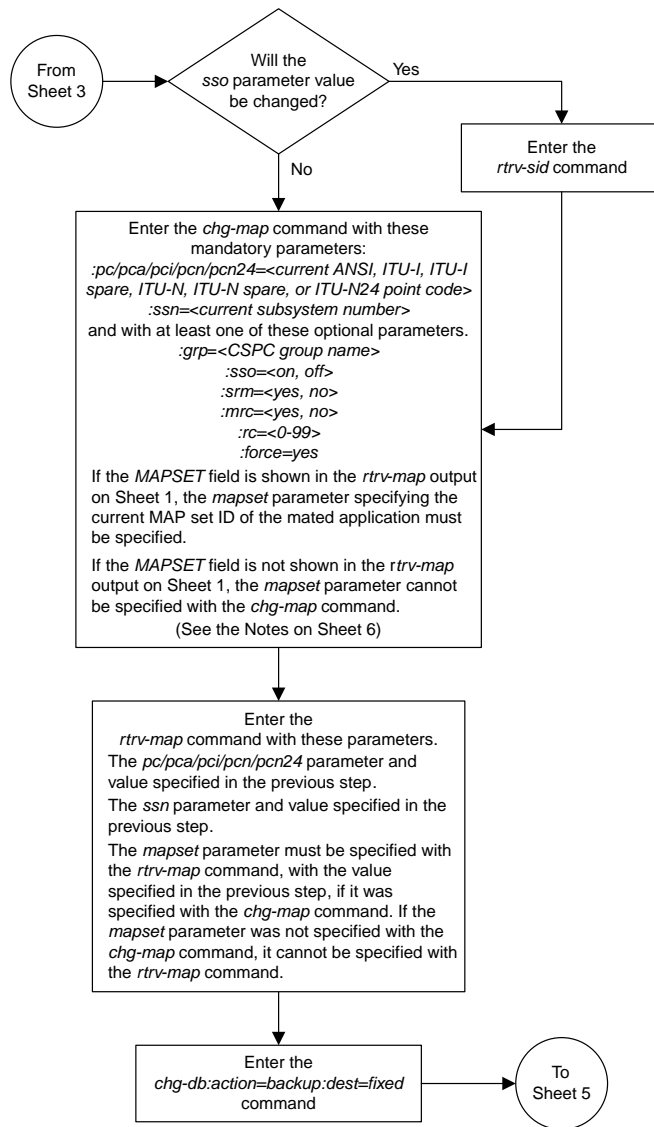 From
Sheet 3
Will the
sso parameter value
be changed?
Yes
No
Enter the
rtrv-sid command
Enter the chg-map command with these
mandatory parameters:
:pc/pca/pci/pcn/pcn24=<current ANSI, ITU-I, ITU-I
spare, ITU-N, ITU-N spare, or ITU-N24 point code>
:ssn=<current subsystem number>
and with at least one of these optional parameters.
:grp=<CSPC group name>
:sso=<on, off>
:srm=<yes, no>
:mrc=<yes, no>
:rc=<0-99>
:force=yes
If the MAPSET field is shown in the rtrv-map output
on Sheet 1, the mapset parameter specifying the
current MAP set ID of the mated application must
be specified.
If the MAPSET field is not shown in the rtrv-map
output on Sheet 1, the mapset parameter cannot
be specified with the chg-map command.
(See the Notes on Sheet 6)
Enter the
rtrv-map command with these parameters.
The pc/pca/pci/pcn/pcn24 parameter and
value specified in the previous step.
The ssn parameter and value specified in the
previous step.
The mapset parameter must be specified with
the rtrv-map command, with the value
specified in the previous step, if it was
specified with the chg-map command. If the
mapset parameter was not specified with the
chg-map command, it cannot be specified with
the rtrv-map command.
Enter the
chg-db:action=backup:dest=fixed
command
To
Sheet 5